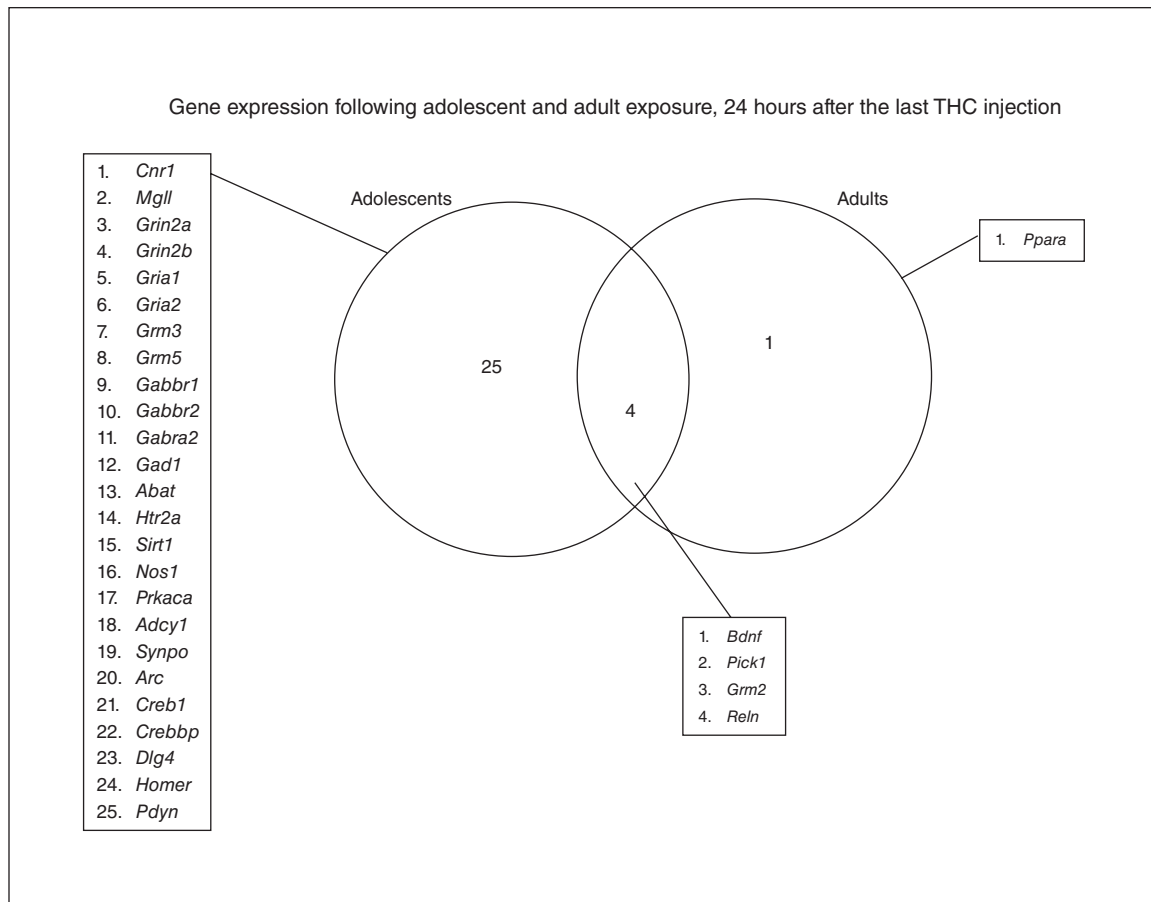 Gene expression following adolescent and adult exposure, 24 hours after the last THC injection
1. Cnr1
2. Mgll
3. Grin2a
4. Grin2b
5. Gria1
6. Gria2
7. Grm3
8. Grm5
9. Gabbr1
10. Gabbr2
11. Gabra2
12. Gad1
13. Abat
14. Htr2a
15. Sirt1
16. Nos1
17. Prkaca
18. Adcy1
19. Synpo
20. Arc
21. Creb1
22. Crebbp
23. Dlg4
24. Homer
25. Pdyn
Adolescents
25
4
Adults
1
1. Ppara
1. Bdnf
2. Pick1
3. Grm2
4. Reln